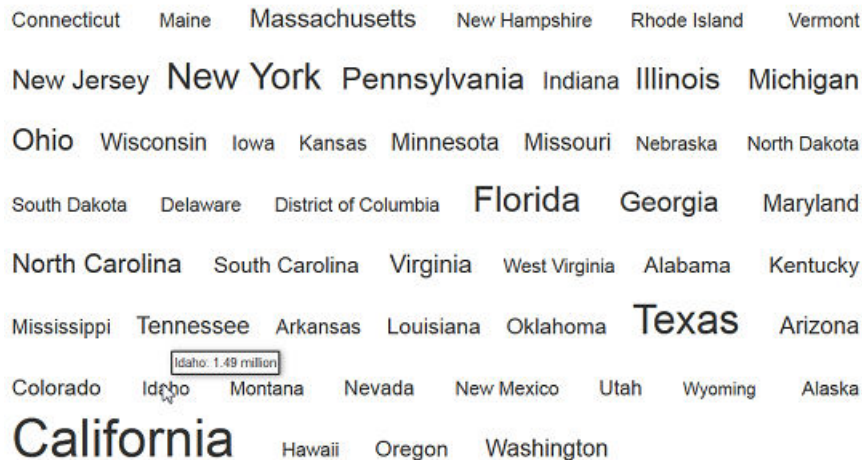 Connecticut Maine Massachusetts New Hampshire Rhode Island Vermont
New Jersey New York Pennsylvania Indiana Illinois Michigan
Ohio Wisconsin Iowa Kansas Minnesota Missouri Nebraska North Dakota
South Dakota Delaware District of Columbia Florida Georgia Maryland
North Carolina South Carolina Virginia West Virginia Alabama Kentucky
Mississippi Tennessee Arkansas Louisiana Oklahoma Texas Arizona
Idaho: 1.49 million
Colorado Idaho Montana Nevada New Mexico Utah Wyoming Alaska
California Hawaii Oregon Washington